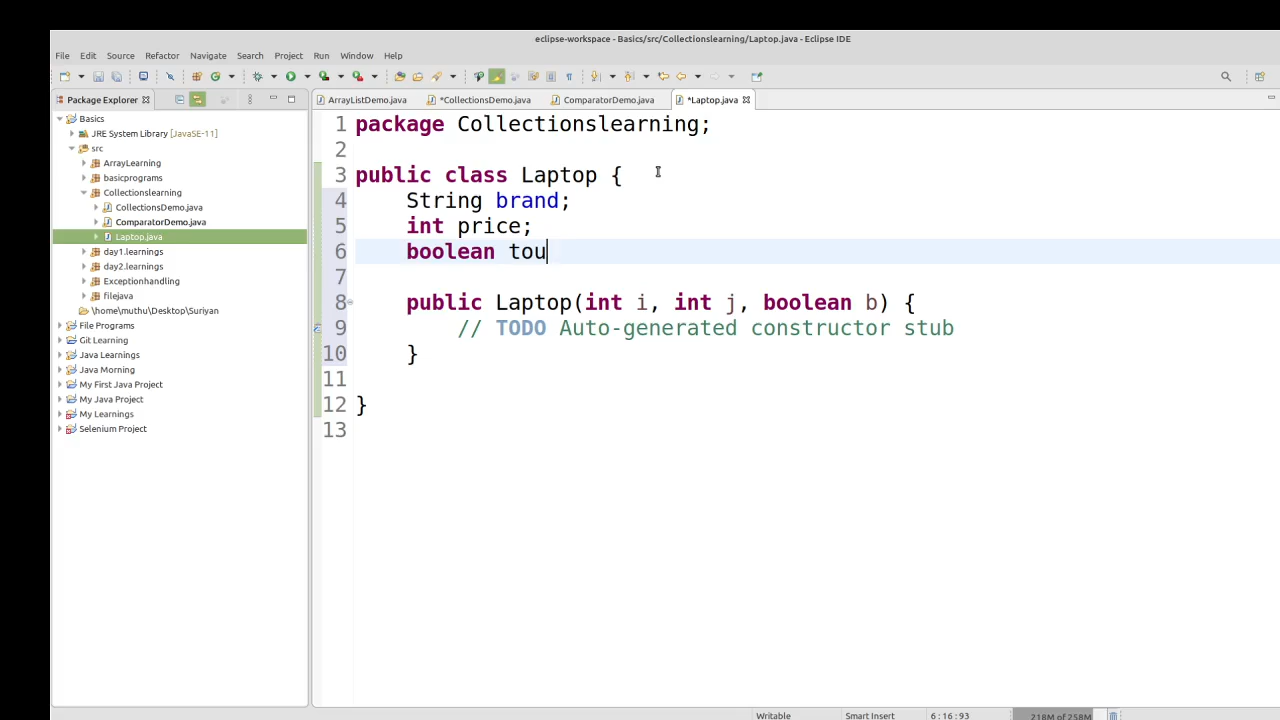 eclipse-workspace - Basics/src/Collectionslearning/Laptop.java - Eclipse IDE
File Edit Source Refactor Navigate Search Project Run Window Help
Package Explorer
ArrayListDemo.java *CollectionsDemo.java ComparatorDemo.java *Laptop.java
Basics
JRE System Library [JavaSE-11]
src
ArrayLearning
basicprograms
Collectionslearning
CollectionsDemo.java
ComparatorDemo.java
Laptop.java
day1.learnings
day2.learnings
Exceptionhandling
filejava
\home\muthu\Desktop\Suriyan
File Programs
Git Learning
Java Learnings
Java Morning
My First Java Project
My Java Project
My Learnings
Selenium Project
1 package Collectionslearning;
2
3 public class Laptop {
4 String brand;
5 int price;
6 boolean tou
7
8 public Laptop(int i, int j, boolean b) {
9 // TODO Auto-generated constructor stub
10 }
11
12 }
13
Writable Smart Insert 6:16:93 218M of 258M